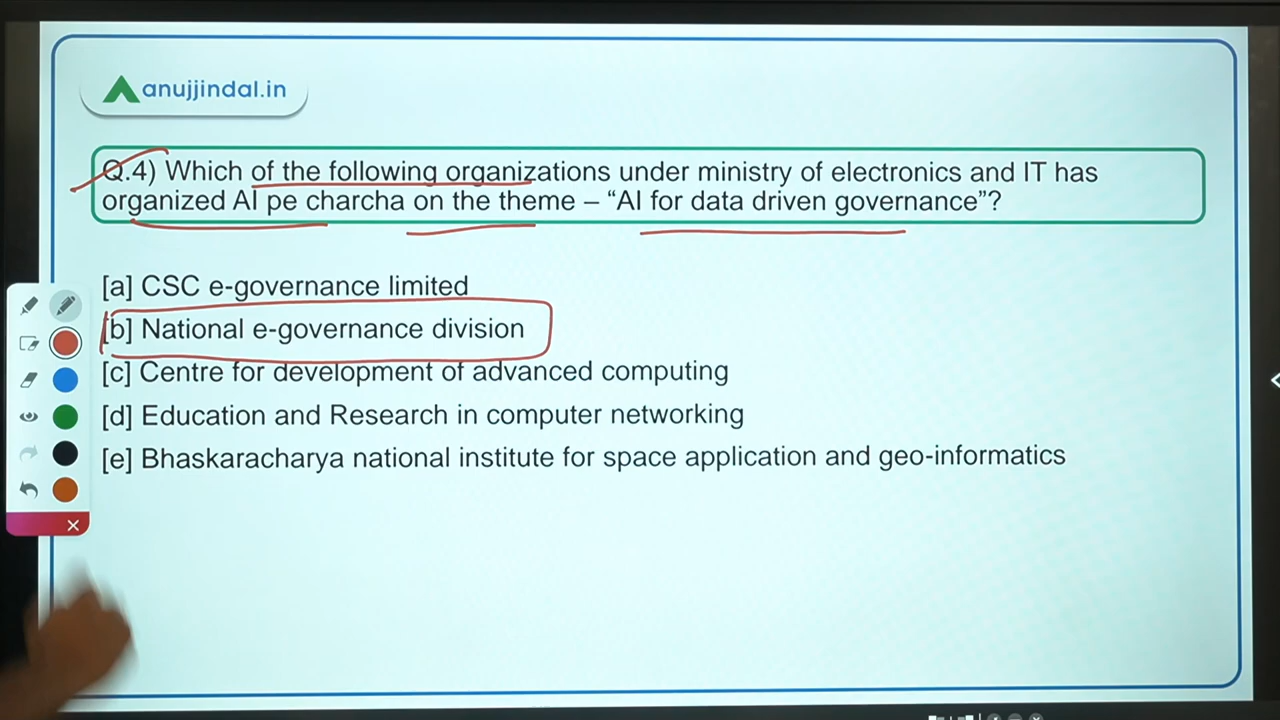 anujjindal.in
Q.4) Which of the following organizations under ministry of electronics and IT has
organized AI pe charcha on the theme – “AI for data driven governance”?
[a] CSC e-governance limited
[b] National e-governance division
[c] Centre for development of advanced computing
[d] Education and Research in computer networking
[e] Bhaskaracharya national institute for space application and geo-informatics